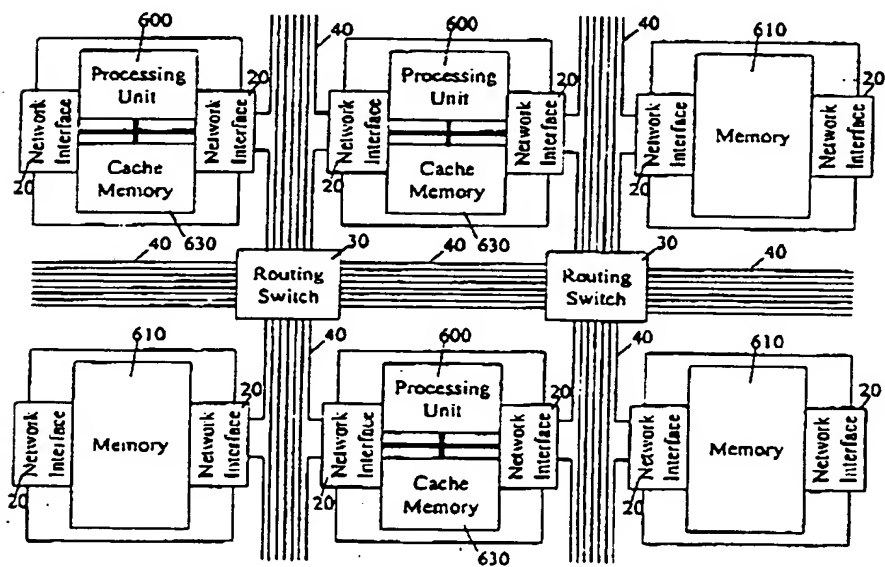 600
40
600
40
610
Processing
Unit
20
Processing
Unit
20
20
Network
Interface
Network
Interface
Network
Interface
Network
Interface
Network
Interface
Memory
Network
Interface
Cache
Memory
Cache
Memory
20
20
20
630
630
40
30
40
30
40
Routing
Switch
Routing
Switch
610
40
600
40
610
20
Processing
Unit
20
20
Network
Interface
Memory
Network
Interface
Network
Interface
Network
Interface
Network
Interface
Memory
Network
Interface
Cache
Memory
20
20
20
630